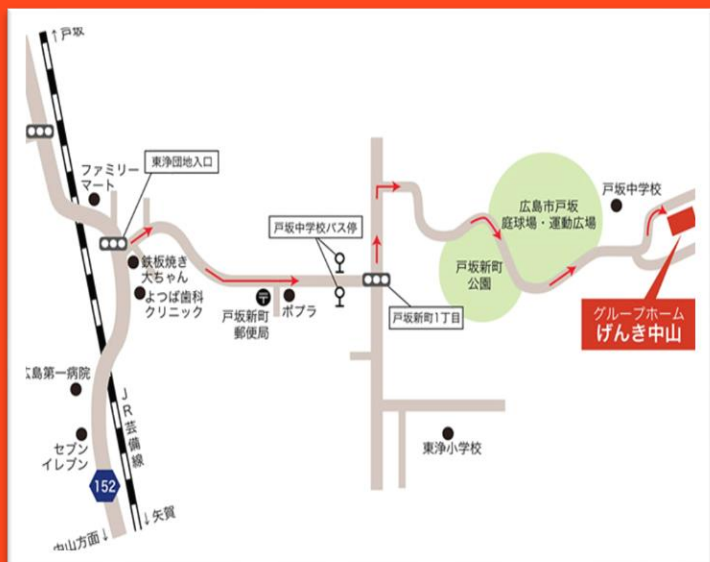 ↑戸坂
ファミリー
マート
東浄団地入口
戸坂中学校
広島市戸坂
庭球場・運動広場
戸坂中学校バス停
鉄板焼き
大ちゃん
よつば歯科
クリニック
戸坂新町
公園
〒
戸坂新町
郵便局
ポプラ
戸坂新町1丁目
グループホーム
げんき中山
広島第一病院
JR芸備線
セブン
イレブン
東浄小学校
152
中山方面↓
↓矢賀